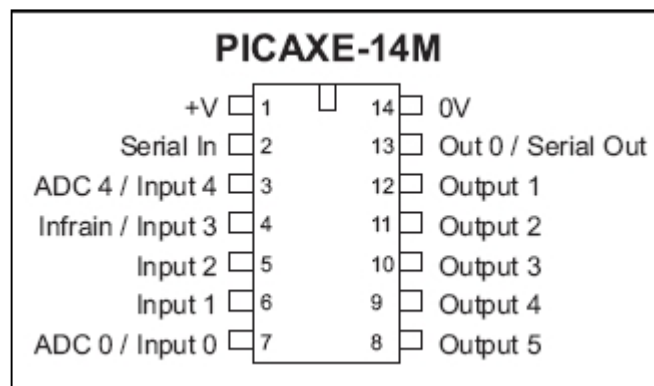 PICAXE-14M
+V 1 14 0V
Serial In 2 13 Out 0 / Serial Out
ADC 4 / Input 4 3 12 Output 1
Infrain / Input 3 4 11 Output 2
Input 2 5 10 Output 3
Input 1 6 9 Output 4
ADC 0 / Input 0 7 8 Output 5